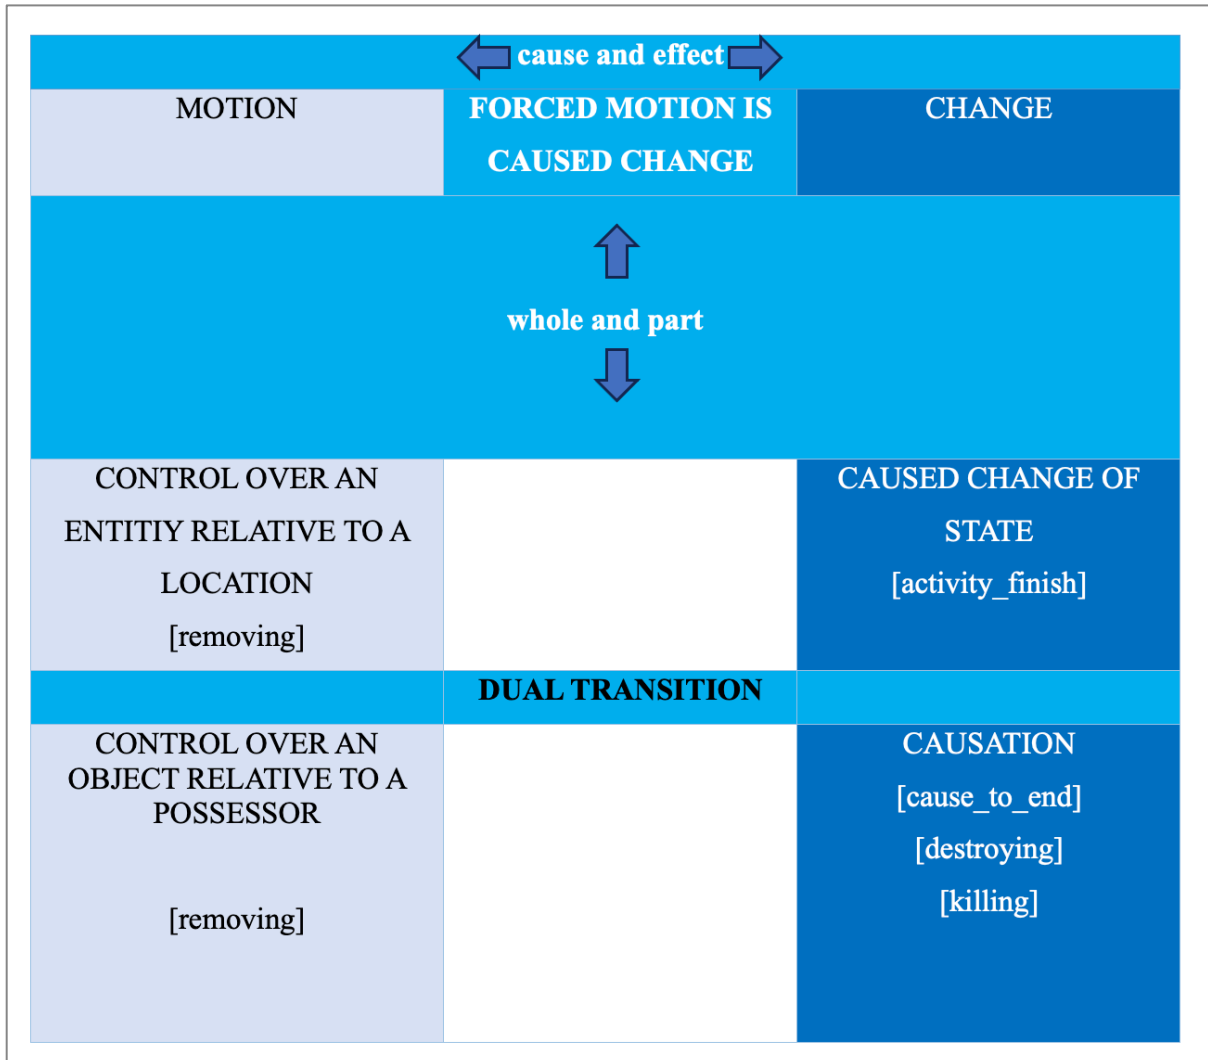 cause and effect
MOTION
FORCED MOTION IS
CAUSED CHANGE
CHANGE
whole and part
CONTROL OVER AN
ENTITIY RELATIVE TO A
LOCATION
[removing]
CAUSED CHANGE OF
STATE
[activity_finish]
DUAL TRANSITION
CONTROL OVER AN
OBJECT RELATIVE TO A
POSSESSOR
[removing]
CAUSATION
[cause_to_end]
[destroying]
[killing]